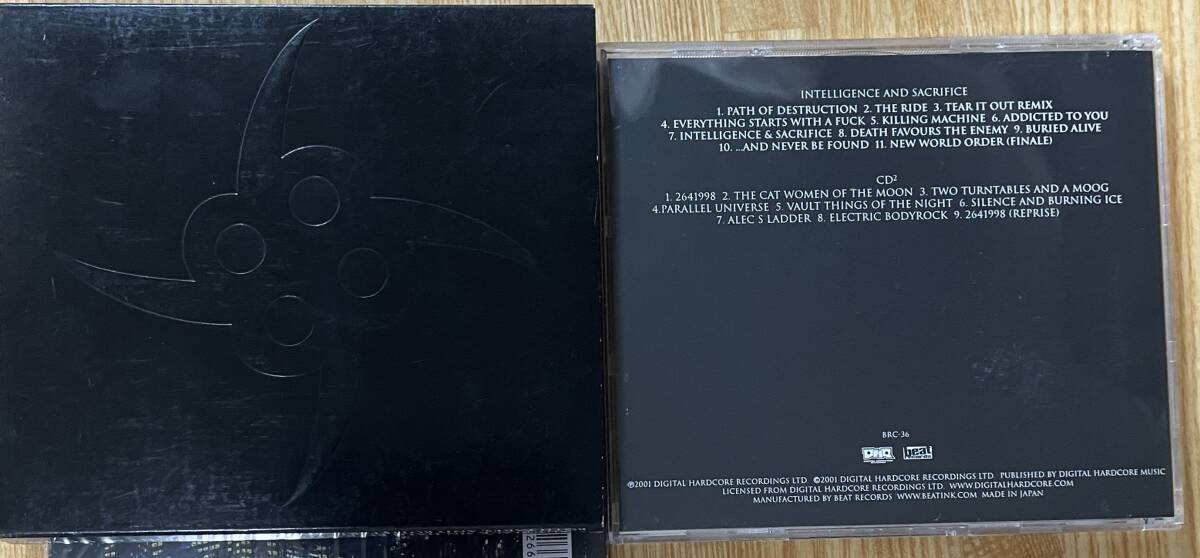 INTELLIGENCE AND SACRIFICE
1. PATH OF DESTRUCTION 2. THE RIDE 3. TEAR IT OUT REMIX
4. EVERYTHING STARTS WITH A FUCK 5. KILLING MACHINE 6. ADDICTED TO YOU
7. INTELLIGENCE & SACRIFICE 8. DEATH FAVOURS THE ENEMY 9. BURIED ALIVE
10. ...AND NEVER BE FOUND 11. NEW WORLD ORDER (FINALE)
CD²
1. 2641998 2. THE CAT WOMEN OF THE MOON 3. TWO TURNTABLES AND A MOOG
4.PARALLEL UNIVERSE 5. VAULT THINGS OF THE NIGHT 6. SILENCE AND BURNING ICE
7. ALEC S LADDER 8. ELECTRIC BODYROCK 9. 2641998 (REPRISE)
BRC-36
DHR beat
℗2001 DIGITAL HARDCORE RECORDINGS LTD ©2001 DIGITAL HARDCORE RECORDINGS LTD. PUBLISHED BY DIGITAL HARDCORE MUSIC
LICENSED FROM DIGITAL HARDCORE RECORDINGS LTD. WWW.DIGITALHARDCORE.COM
MANUFACTURED BY BEAT RECORDS WWW.BEATINK.COM MADE IN JAPAN